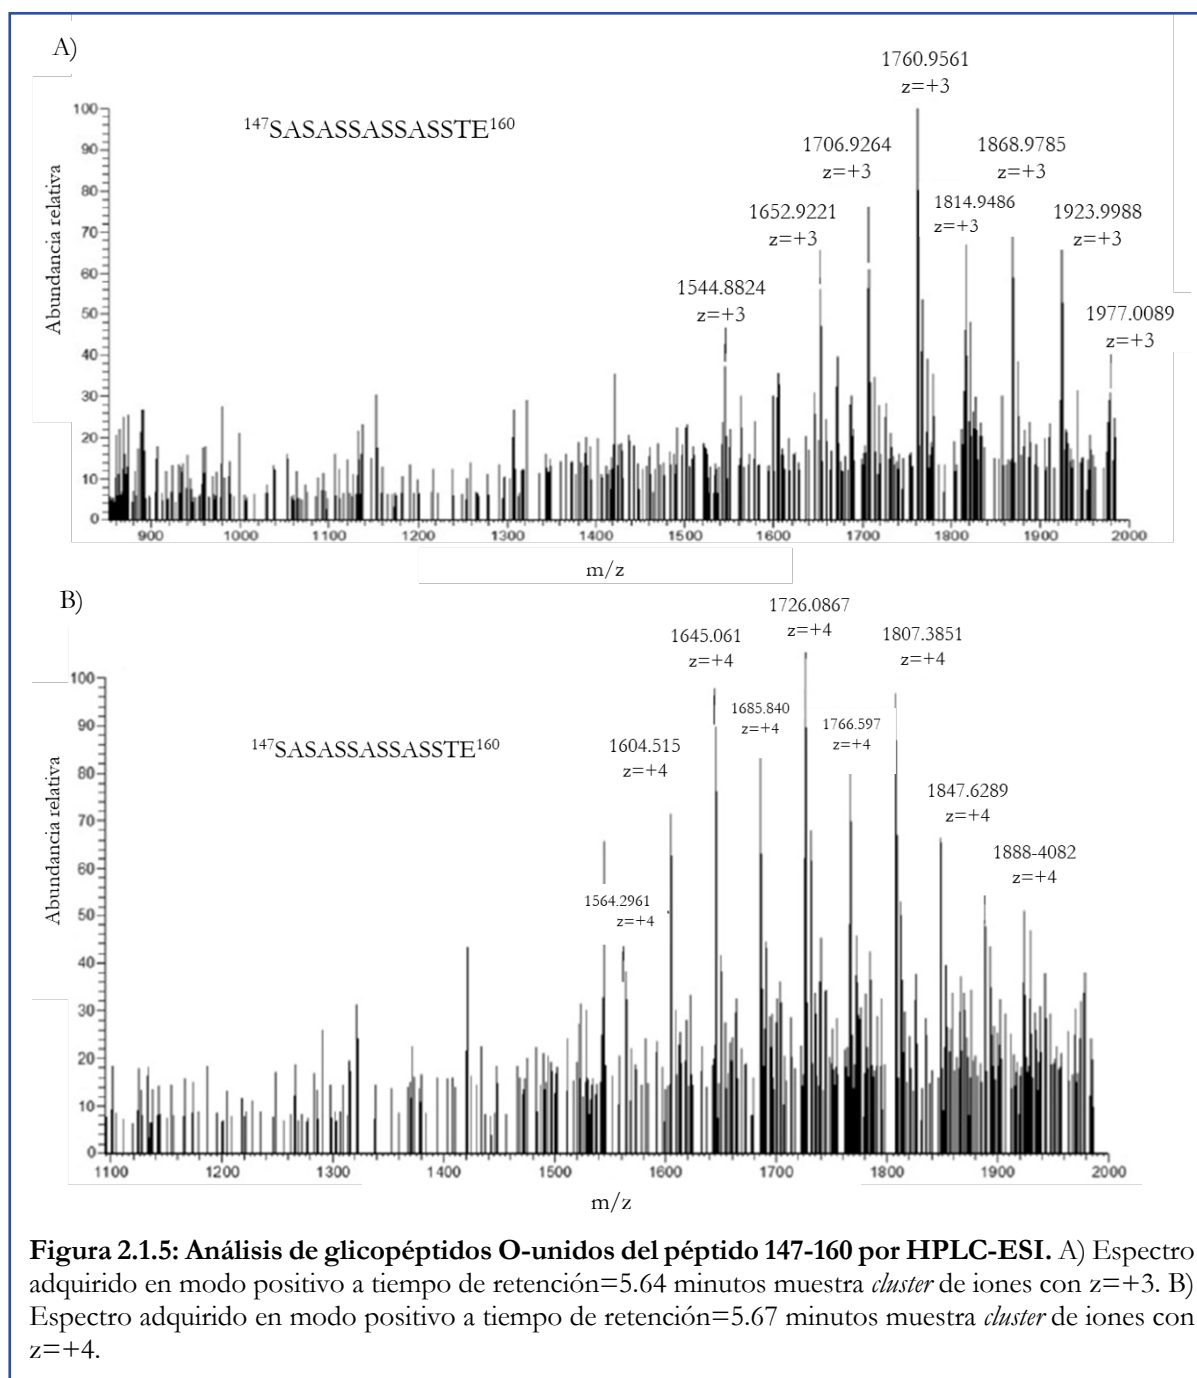 A)
1760.9561
z=+3
¹⁴⁷SASASSASSASSTE¹⁶⁰
1706.9264
z=+3
1868.9785
z=+3
1652.9221
z=+3
1814.9486
z=+3
1923.9988
z=+3
1544.8824
z=+3
1977.0089
z=+3
Abundancia relativa
100
90
80
70
60
50
40
30
20
10
0
900 1000 1100 1200 1300 1400 1500 1600 1700 1800 1900 2000
m/z
B)
1726.0867
z=+4
1645.061
z=+4
1807.3851
z=+4
1685.840
z=+4
1766.597
z=+4
¹⁴⁷SASASSASSASSTE¹⁶⁰
1604.515
z=+4
1847.6289
z=+4
1888-4082
z=+4
1564.2961
z=+4
Abundancia relativa
100
90
80
70
60
50
40
30
20
10
0
1100 1200 1300 1400 1500 1600 1700 1800 1900 2000
m/z
Figura 2.1.5: Análisis de glicopéptidos O-unidos del péptido 147-160 por HPLC-ESI. A) Espectro
adquirido en modo positivo a tiempo de retención=5.64 minutos muestra cluster de iones con z=+3. B)
Espectro adquirido en modo positivo a tiempo de retención=5.67 minutos muestra cluster de iones con
z=+4.